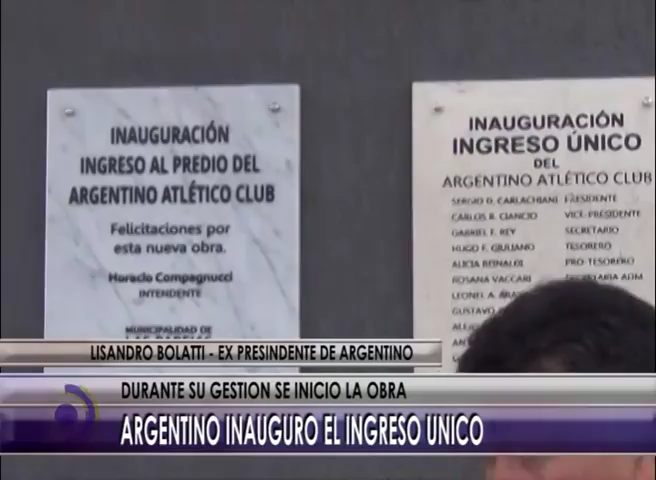 INAUGURACIÓN
INGRESO AL PREDIO DEL
ARGENTINO ATLÉTICO CLUB
Felicitaciones por
esta nueva obra.
Horacio Compagnucci
INTENDENTE
MUNICIPALIDAD DE
INAUGURACIÓN
INGRESO ÚNICO
DEL
ARGENTINO ATLÉTICO CLUB
SERGIO D. CARLACHIANI PRESIDENTE
CARLOS R. CIANCIO VICE-PRESIDENTE
GABRIEL F. REY SECRETARIO
HUGO F. GIULIANO TESORERO
ALICIA REINALDI PRO-TESORERO
ROSANA VACCARI
LEONEL A.
GUSTAVO
LISANDRO BOLATTI - EX PRESINDENTE DE ARGENTINO
DURANTE SU GESTION SE INICIO LA OBRA
ARGENTINO INAUGURO EL INGRESO UNICO